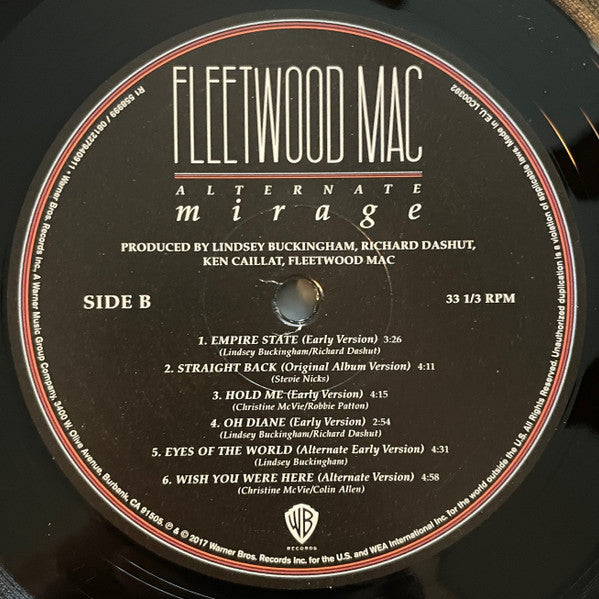 FLEETWOOD MAC
ALTERNATE
mirage
PRODUCED BY LINDSEY BUCKINGHAM, RICHARD DASHUT,
KEN CAILLAT, FLEETWOOD MAC
SIDE B
33 1/3 RPM
1. EMPIRE STATE (Early Version) 3:26
(Lindsey Buckingham/Richard Dashut)
2. STRAIGHT BACK (Original Album Version) 4:11
(Stevie Nicks)
3. HOLD ME (Early Version) 4:15
(Christine McVie/Robbie Patton)
4. OH DIANE (Early Version) 2:54
(Lindsey Buckingham/Richard Dashut)
5. EYES OF THE WORLD (Alternate Early Version) 4:31
(Lindsey Buckingham)
6. WISH YOU WERE HERE (Alternate Version) 4:58
(Christine McVie/Colin Allen)
WB
RECORDS
R1 558999 / 081227940911 • Warner Bros. Records Inc. A Warner Music Group Company, 3400 W. Olive Avenue, Burbank, CA 91505. ℗ & © 2017 Warner Bros. Records Inc. for the U.S. and WEA International Inc. for the world outside the U.S. All Rights Reserved. Unauthorized duplication is a violation of applicable laws. Made in E.U. LC00392